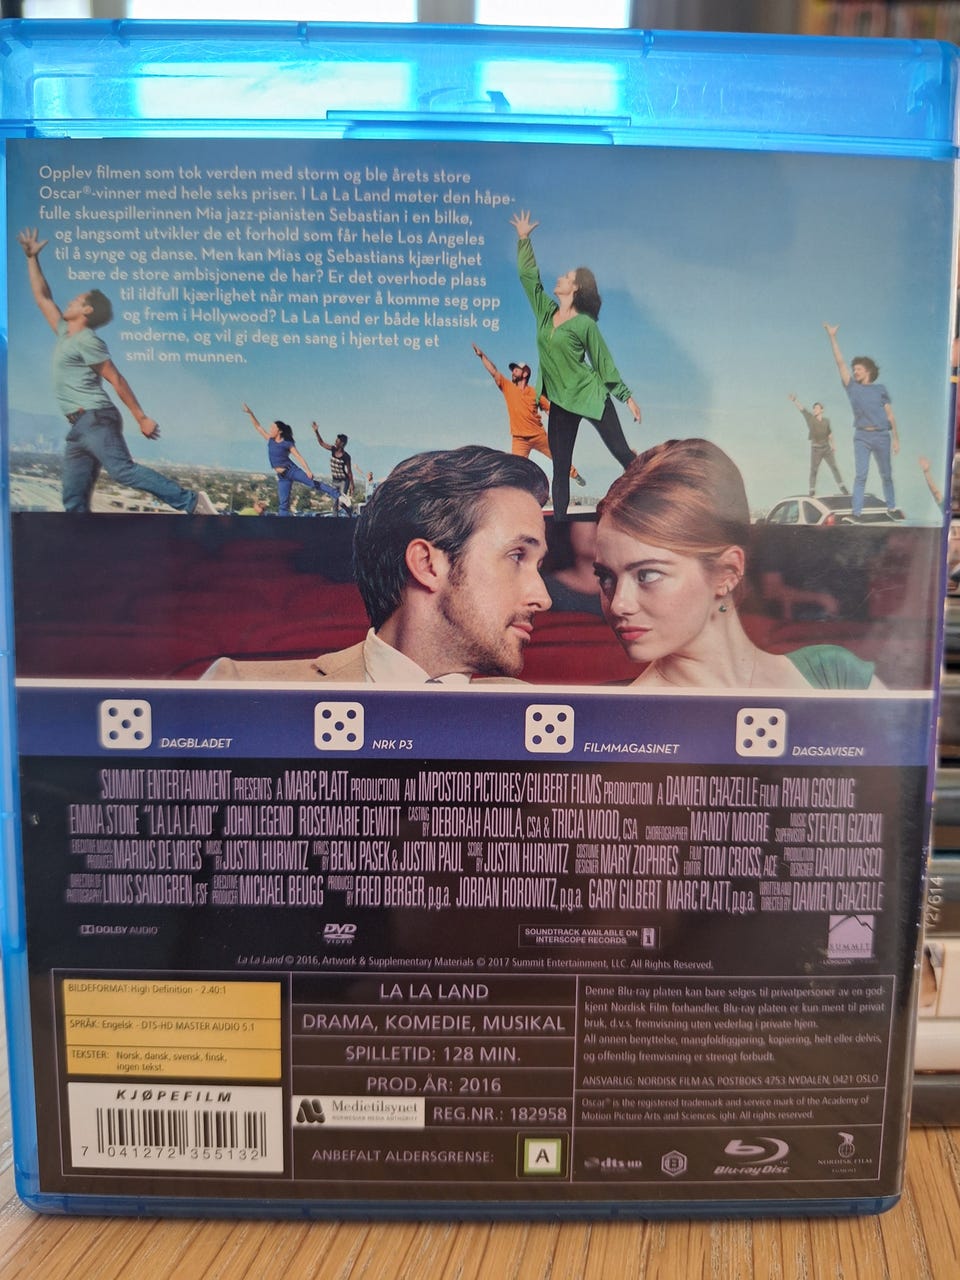 Opplev filmen som tok verden med storm og ble årets store
Oscar®-vinner med hele seks priser. I La La Land møter den håpe-
fulle skuespillerinnen Mia jazz-pianisten Sebastian i en bilkø,
og langsomt utvikler de et forhold som får hele Los Angeles
til å synge og danse. Men kan Mias og Sebastians kjærlighet
bære de store ambisjonene de har? Er det overhode plass
til ildfull kjærlighet når man prøver å komme seg opp
og frem i Hollywood? La La Land er både klassisk og
moderne, og vil gi deg en sang i hjertet og et
smil om munnen.
DAGBLADET NRK P3 FILMMAGASINET DAGSAVISEN
SUMMIT ENTERTAINMENT PRESENTS A MARC PLATT PRODUCTION AN IMPOSTOR PICTURES/GILBERT FILMS PRODUCTION A DAMIEN CHAZELLE FILM RYAN GOSLING
EMMA STONE "LA LA LAND" JOHN LEGEND ROSEMARIE DEWITT CASTING BY DEBORAH AQUILA, CSA & TRICIA WOOD, CSA CHOREOGRAPHER MANDY MOORE MUSIC SUPERVISOR STEVEN GIZICKI
EXECUTIVE MUSIC PRODUCER MARIUS DE VRIES MUSIC BY JUSTIN HURWITZ LYRICS BY BENJ PASEK & JUSTIN PAUL SCORE BY JUSTIN HURWITZ COSTUME DESIGNER MARY ZOPHRES FILM EDITOR TOM CROSS, ACE PRODUCTION DESIGNER DAVID WASCO
DIRECTOR OF PHOTOGRAPHY LINUS SANDGREN, FSF EXECUTIVE PRODUCER MICHAEL BEUGG PRODUCED BY FRED BERGER, p.g.a. JORDAN HOROWITZ, p.g.a. GARY GILBERT MARC PLATT, p.g.a. WRITTEN AND DIRECTED BY DAMIEN CHAZELLE
DOLBY AUDIO DVD VIDEO SOUNDTRACK AVAILABLE ON INTERSCOPE RECORDS SUMMIT
LIONSGATE
La La Land © 2016, Artwork & Supplementary Materials © 2017 Summit Entertainment, LLC. All Rights Reserved.
727614
BILDEFORMAT: High Definition - 2.40:1
SPRÅK: Engelsk - DTS-HD MASTER AUDIO 5.1
TEKSTER: Norsk, dansk, svensk, finsk,
ingen tekst.
KJØPEFILM
7 041272 355132
LA LA LAND
DRAMA, KOMEDIE, MUSIKAL
SPILLETID: 128 MIN.
PROD.ÅR: 2016
Medietilsynet
NORWEGIAN MEDIA AUTHORITY
REG.NR.: 182958
ANBEFALT ALDERSGRENSE: A
Denne Blu-ray platen kan bare selges til privatpersoner av en god-
kjent Nordisk Film forhandler. Blu-ray platen er kun ment til privat
bruk, d.v.s. fremvisning uten vederlag i private hjem.
All annen benyttelse, mangfoldiggjøring, kopiering, helt eller delvis,
og offentlig fremvisning er strengt forbudt.
ANSVARLIG: NORDISK FILM AS, POSTBOKS 4753 NYDALEN, 0421 OSLO
Oscar® is the registered trademark and service mark of the Academy of
Motion Picture Arts and Sciences. ight. All rights reserved.
dts HD B Blu-ray Disc NORDISK FILM
EGMONT